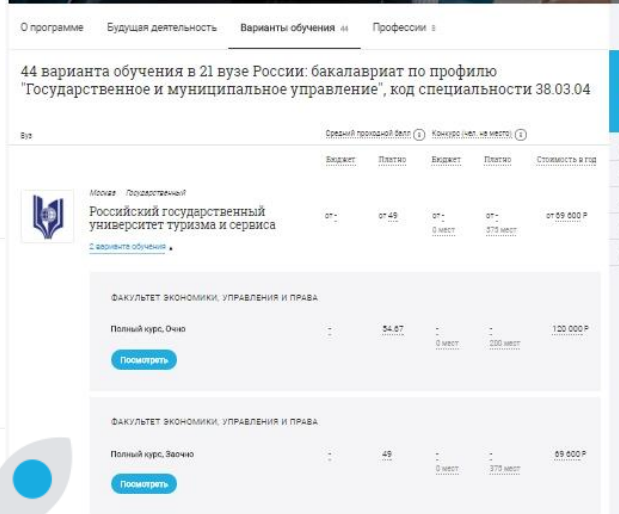 О программе Будущая деятельность Варианты обучения 44 Профессии 8
44 варианта обучения в 21 вузе России: бакалавриат по профилю
"Государственное и муниципальное управление", код специальности 38.03.04
Вуз Средний проходной балл i Конкурс (чел. на место) i
Бюджет Платно Бюджет Платно Стоимость в год
Москва Государственный
Российский государственный
университет туризма и сервиса
от - от 49 от - от - от 69 600 Р
0 мест 575 мест
2 варианта обучения
ФАКУЛЬТЕТ ЭКОНОМИКИ, УПРАВЛЕНИЯ И ПРАВА
Полный курс, Очно - 54.67 - - 120 000 Р
0 мест 200 мест
Посмотреть
ФАКУЛЬТЕТ ЭКОНОМИКИ, УПРАВЛЕНИЯ И ПРАВА
Полный курс, Заочно - 49 - - 69 600 Р
0 мест 375 мест
Посмотреть